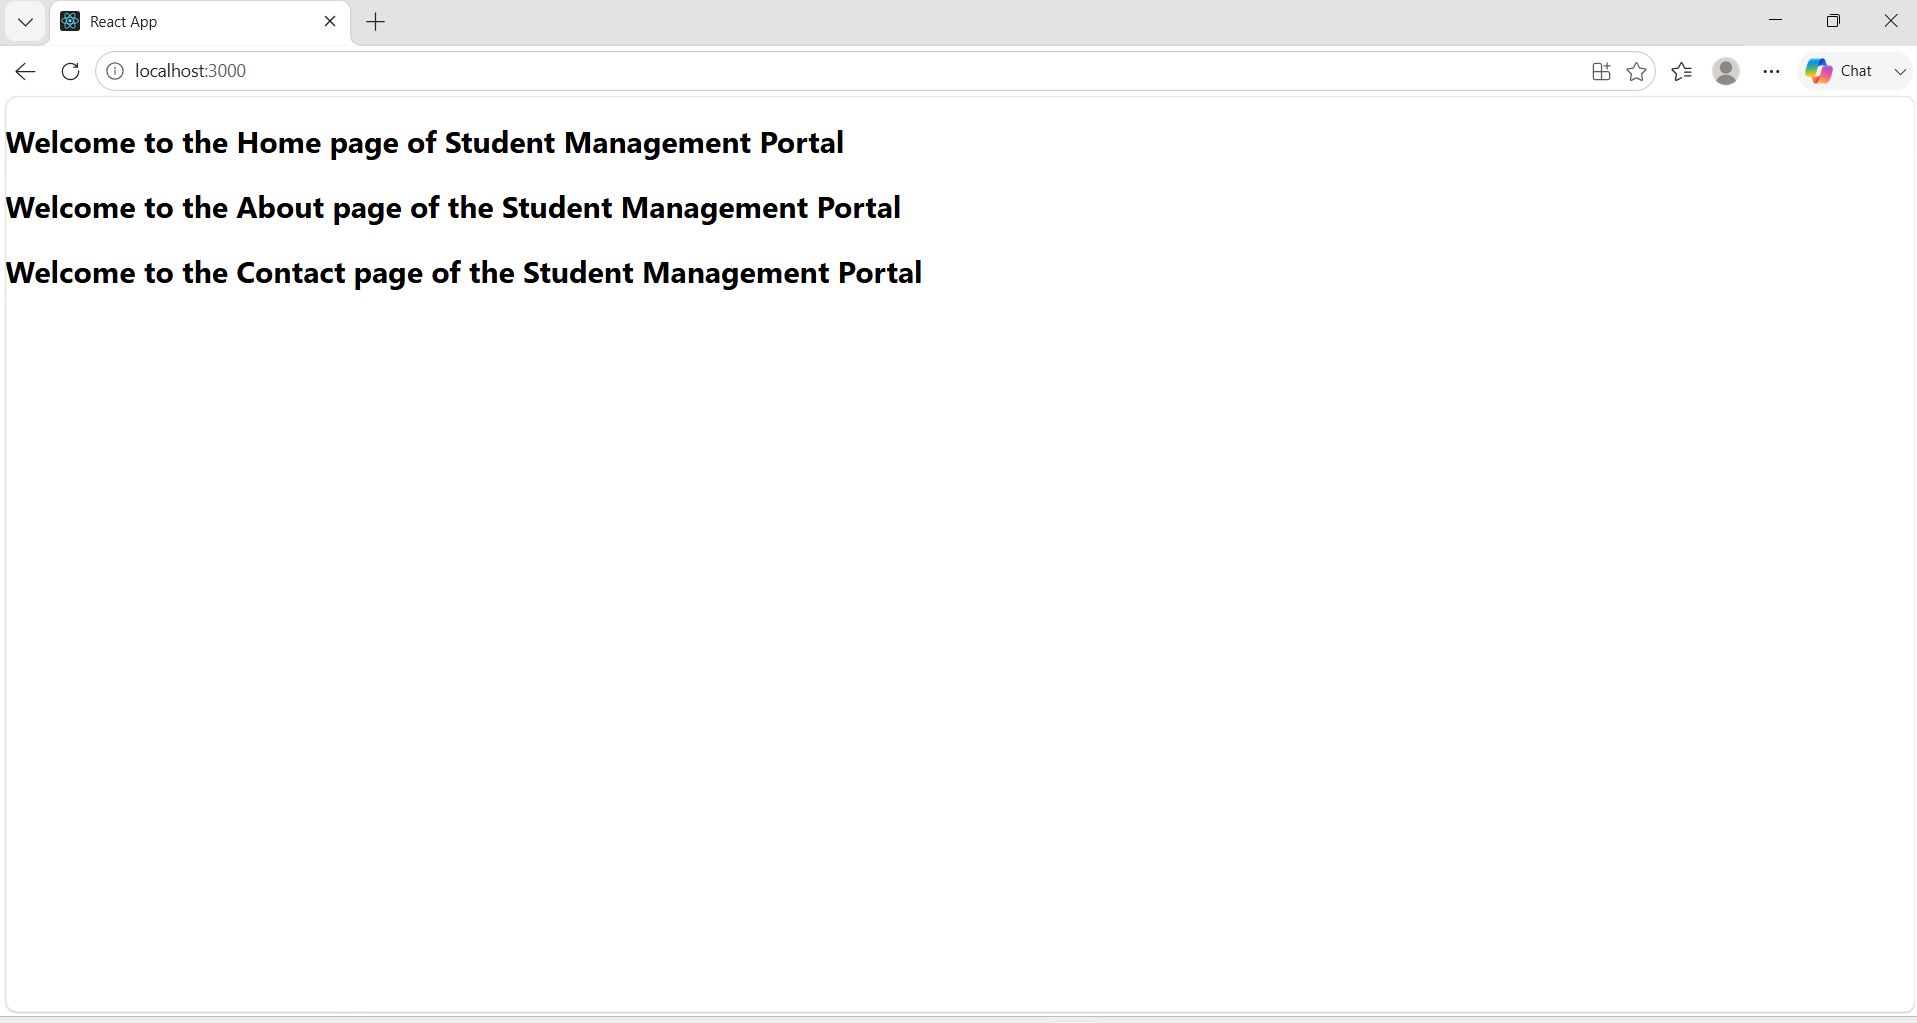 React App
localhost:3000
Chat
Welcome to the Home page of Student Management Portal
Welcome to the About page of the Student Management Portal
Welcome to the Contact page of the Student Management Portal